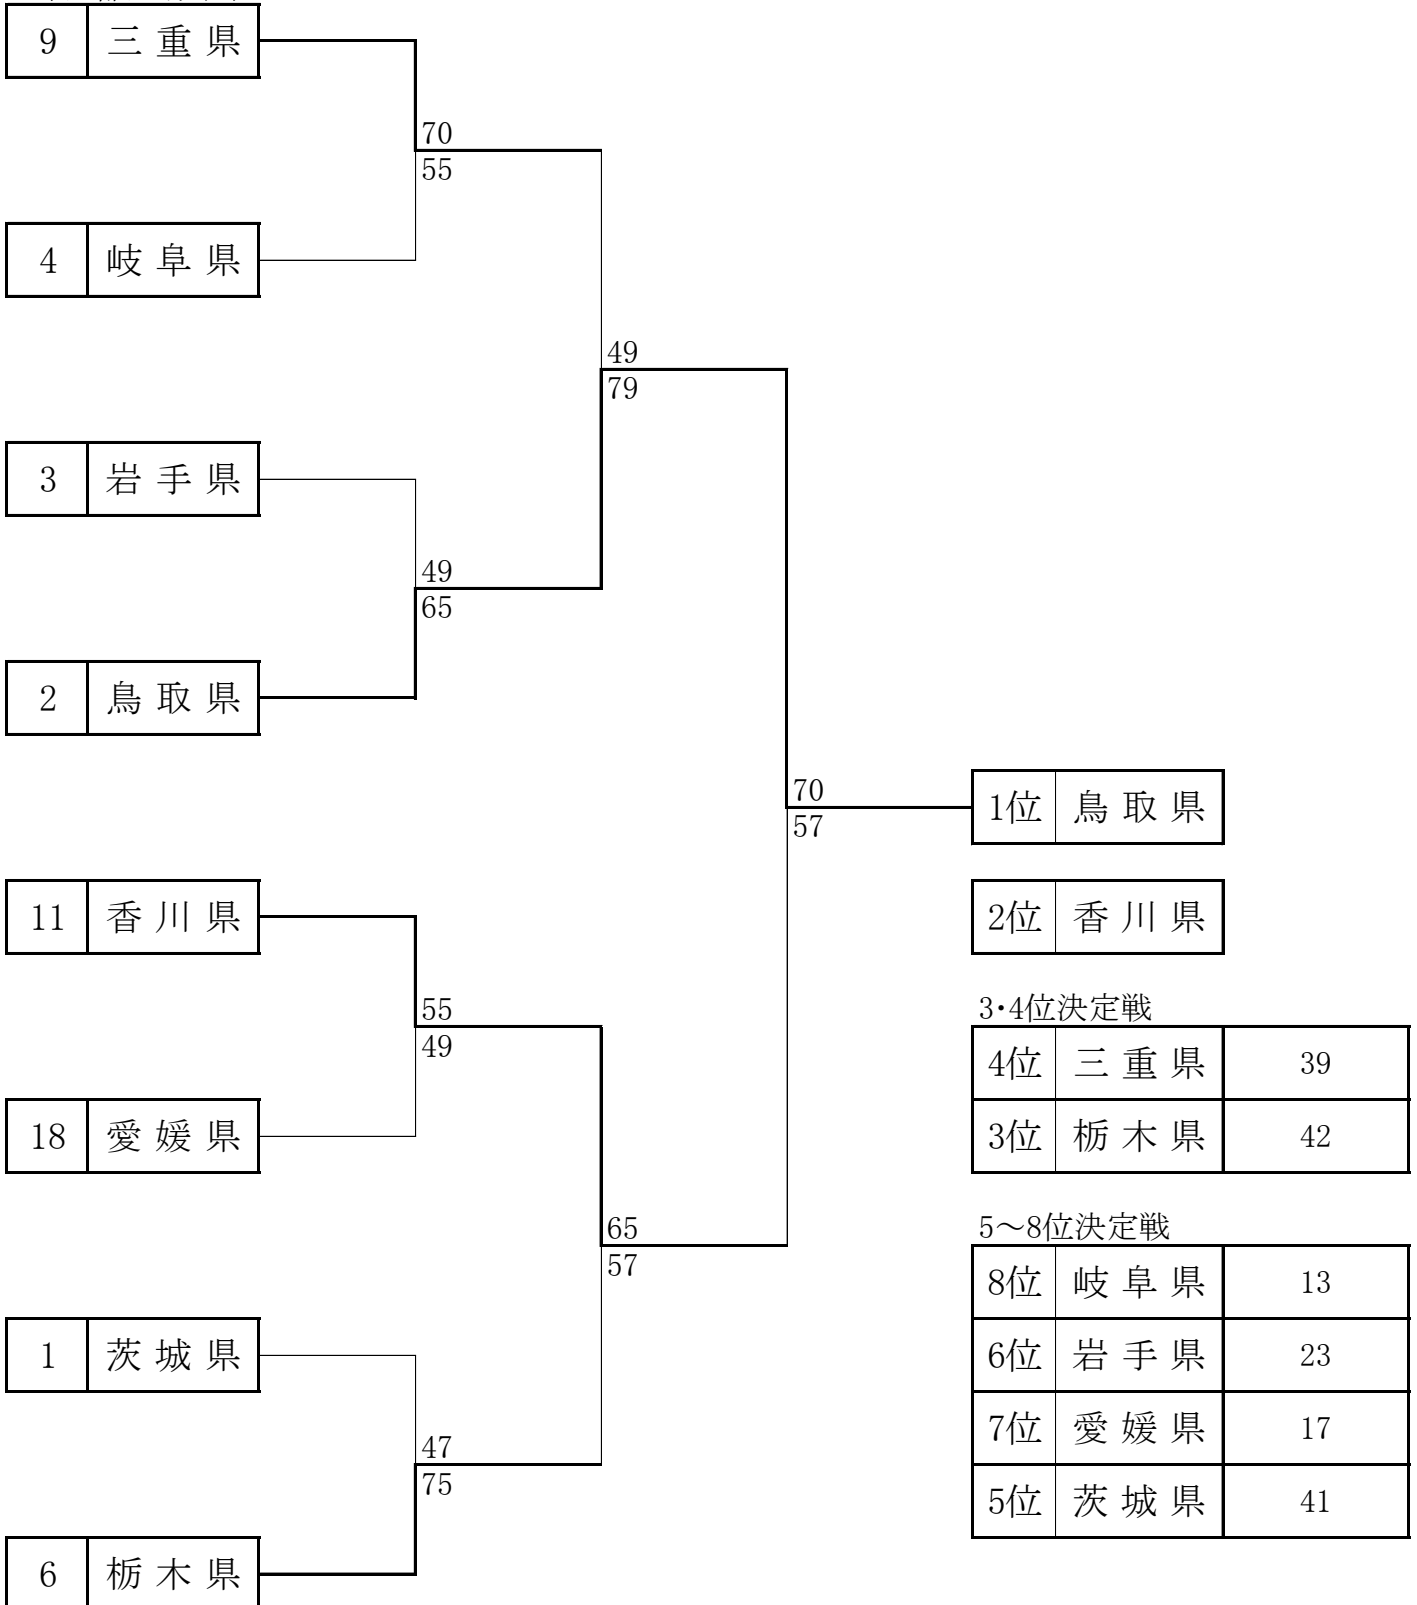 9 三重県
70
55
4 岐阜県
49
79
3 岩手県
49
65
2 鳥取県
70
57
1位 鳥取県
11 香川県
2位 香川県
55
49
3・4位決定戦
4位 三重県 39
18 愛媛県
3位 栃木県 42
65
57
5～8位決定戦
8位 岐阜県 13
1 茨城県
6位 岩手県 23
7位 愛媛県 17
47
75
5位 茨城県 41
6 栃木県